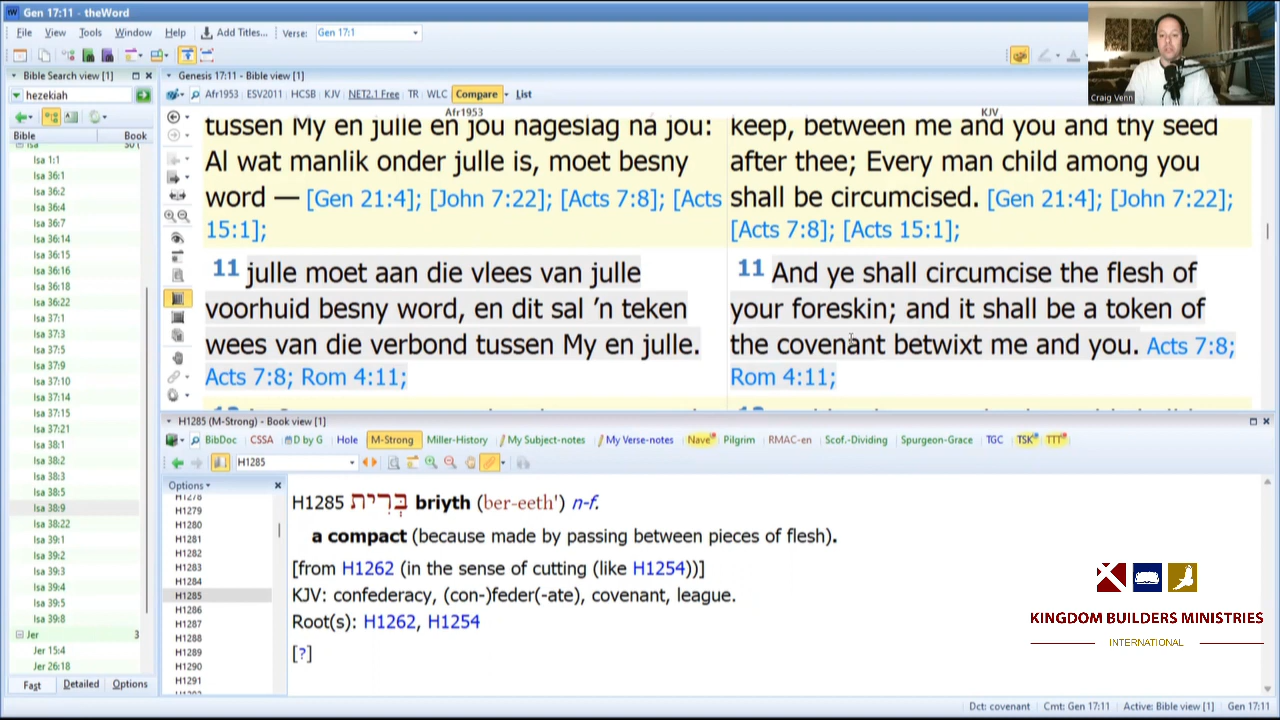 Gen 17:11 - theWord
File View Tools Window Help Add Titles... Verse: Gen 17:1
Bible Search view [1]
hezekiah
Bible Book
Isa 30 (
Isa 1:1
Isa 36:1
Isa 36:2
Isa 36:4
Isa 36:7
Isa 36:14
Isa 36:15
Isa 36:16
Isa 36:18
Isa 36:22
Isa 37:1
Isa 37:3
Isa 37:5
Isa 37:9
Isa 37:10
Isa 37:14
Isa 37:15
Isa 37:21
Isa 38:1
Isa 38:2
Isa 38:3
Isa 38:5
Isa 38:9
Isa 38:22
Isa 39:1
Isa 39:2
Isa 39:3
Isa 39:4
Isa 39:5
Isa 39:8
Jer 3
Jer 15:4
Jer 26:18
Fast Detailed Options
Genesis 17:11 - Bible view [1]
Afr1953 ESV2011 HCSB KJV NET2.1 Free TR WLC Compare List
Afr1953
tussen My en julle en jou nageslag ná jou:
Al wat manlik onder julle is, moet besny
word — [Gen 21:4]; [John 7:22]; [Acts 7:8]; [Acts
15:1];
11 julle moet aan die vlees van julle
voorhuid besny word, en dit sal ’n teken
wees van die verbond tussen My en julle.
Acts 7:8; Rom 4:11;
KJV
keep, between me and you and thy seed
after thee; Every man child among you
shall be circumcised. [Gen 21:4]; [John 7:22];
[Acts 7:8]; [Acts 15:1];
11 And ye shall circumcise the flesh of
your foreskin; and it shall be a token of
the covenant betwixt me and you. Acts 7:8;
Rom 4:11;
Craig Venn
H1285 (M-Strong) - Book view [1]
BibDoc CSSA D by G Hole M-Strong Miller-History My Subject-notes My Verse-notes Nave Pilgrim RMAC-en Scof.-Dividing Spurgeon-Grace TGC TSK TTT
H1285
Options
H1278
H1279
H1280
H1281
H1282
H1283
H1284
H1285
H1286
H1287
H1288
H1289
H1290
H1291
H1285 בְּרִית briyth (ber-eeth') n-f.
a compact (because made by passing between pieces of flesh).
[from H1262 (in the sense of cutting (like H1254))]
KJV: confederacy, (con-)feder(-ate), covenant, league.
Root(s): H1262, H1254
[?]
KINGDOM BUILDERS MINISTRIES
INTERNATIONAL
Dct: covenant Cmt: Gen 17:11 Active: Bible view [1] Gen 17:11